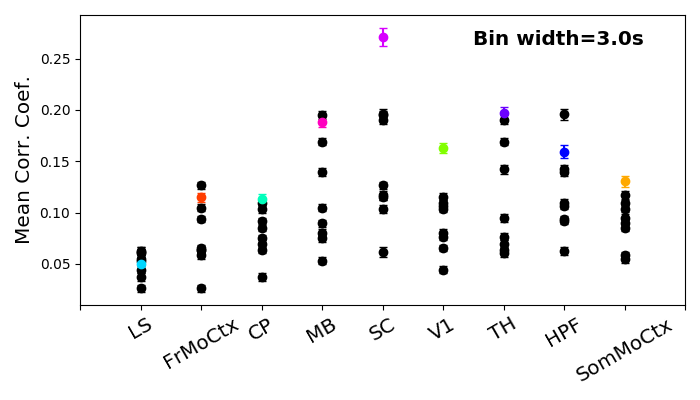 Bin width=3.0s
Mean Corr. Coef.
0.25
0.20
0.15
0.10
0.05
LS
FrMoCtx
CP
MB
SC
V1
TH
HPF
SomMoCtx